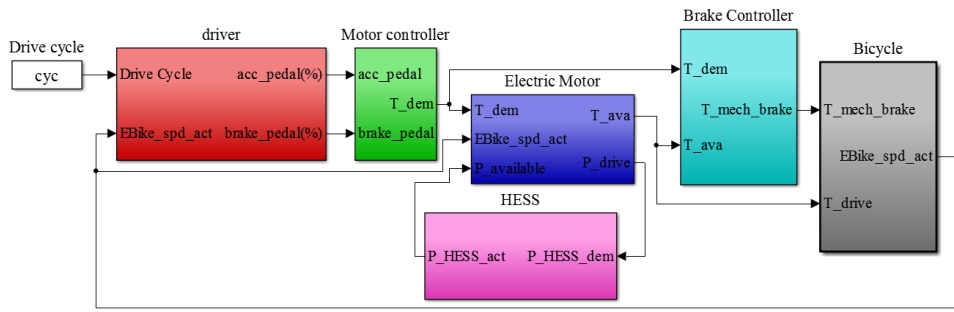 Drive cycle
cyc
driver
Drive Cycle
acc_pedal(%)
EBike_spd_act
brake_pedal(%)
Motor controller
acc_pedal
T_dem
brake_pedal
Electric Motor
T_dem
T_ava
EBike_spd_act
P_available
P_drive
HESS
P_HESS_act
P_HESS_dem
Brake Controller
T_dem
T_mech_brake
T_ava
Bicycle
T_mech_brake
EBike_spd_act
T_drive